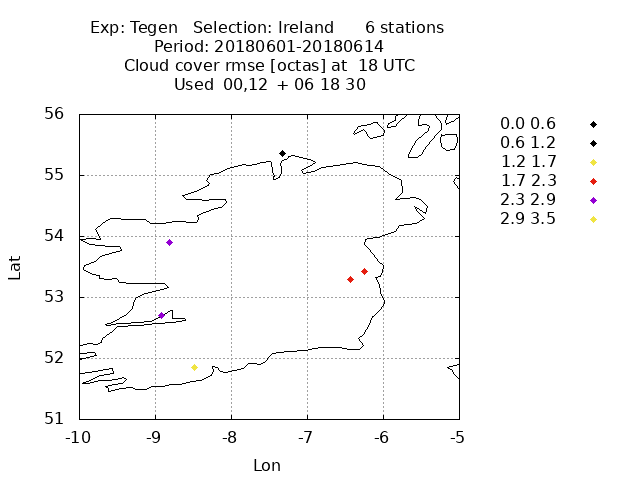 Exp: Tegen Selection: Ireland 6 stations
Period: 20180601-20180614
Cloud cover rmse [octas] at 18 UTC
Used 00,12 + 06 18 30
56
55
54
53
52
51
Lat
-10 -9 -8 -7 -6 -5
Lon
0.0 0.6
0.6 1.2
1.2 1.7
1.7 2.3
2.3 2.9
2.9 3.5